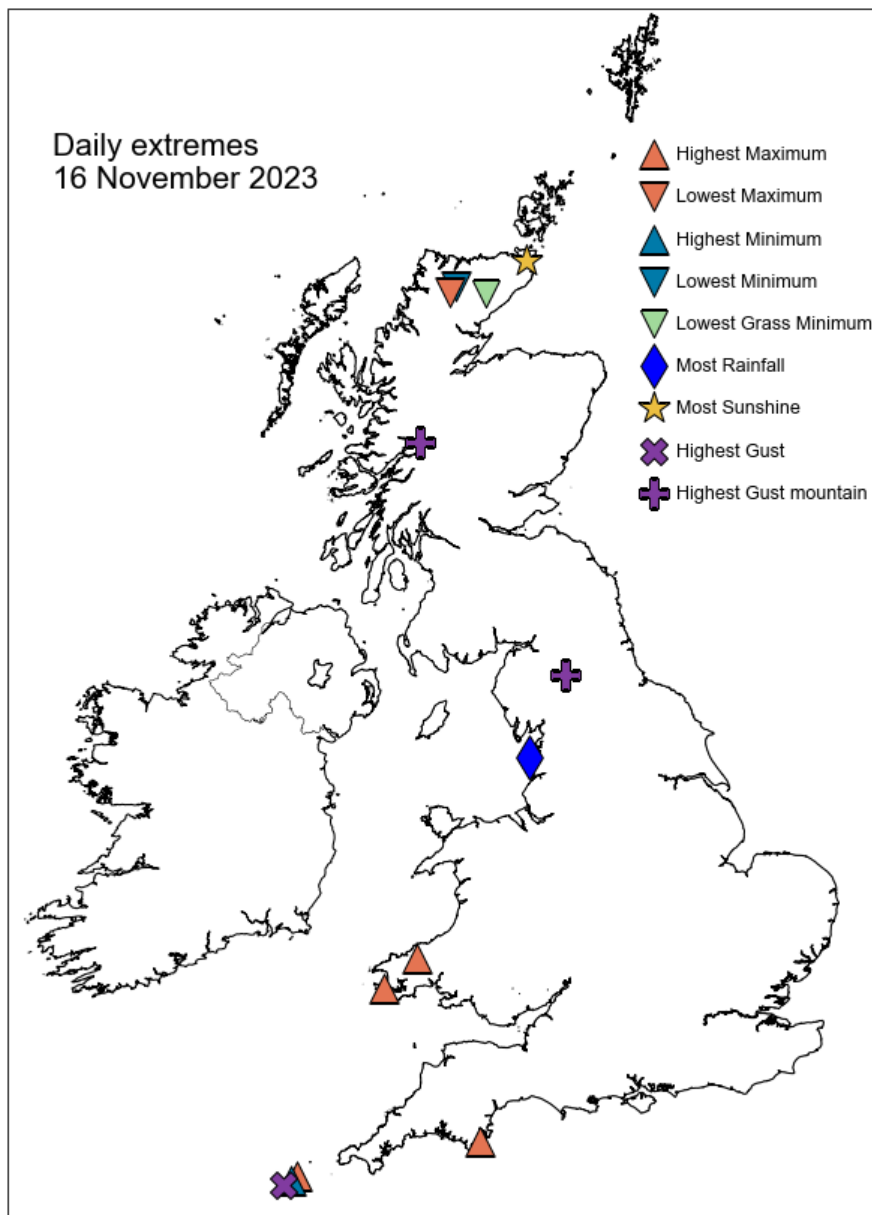 Daily extremes
16 November 2023
Highest Maximum
Lowest Maximum
Highest Minimum
Lowest Minimum
Lowest Grass Minimum
Most Rainfall
Most Sunshine
Highest Gust
Highest Gust mountain